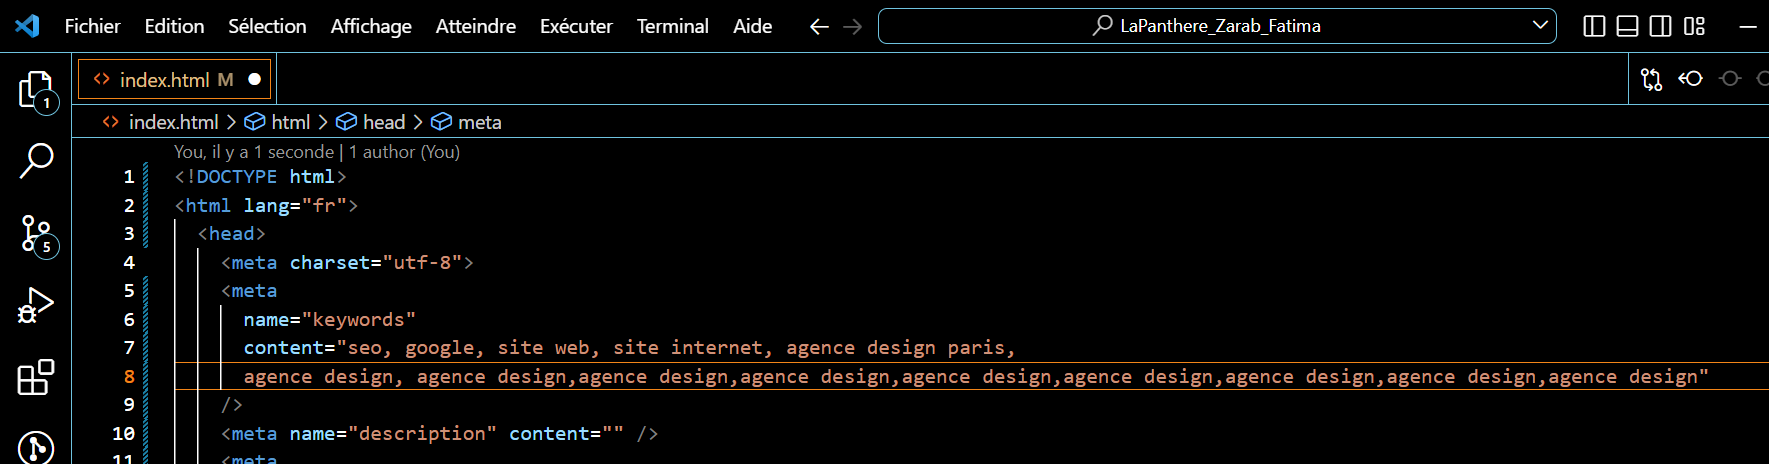 Fichier Edition Sélection Affichage Atteindre Exécuter Terminal Aide LaPanthere_Zarab_Fatima
index.html M
index.html > html > head > meta
You, il y a 1 seconde | 1 author (You)
1 <!DOCTYPE html>
2 <html lang="fr">
3 <head>
4 <meta charset="utf-8">
5 <meta
6 name="keywords"
7 content="seo, google, site web, site internet, agence design paris,
8 agence design, agence design,agence design,agence design,agence design,agence design,agence design,agence design,agence design"
9 />
10 <meta name="description" content="" />
11 <meta
1
5